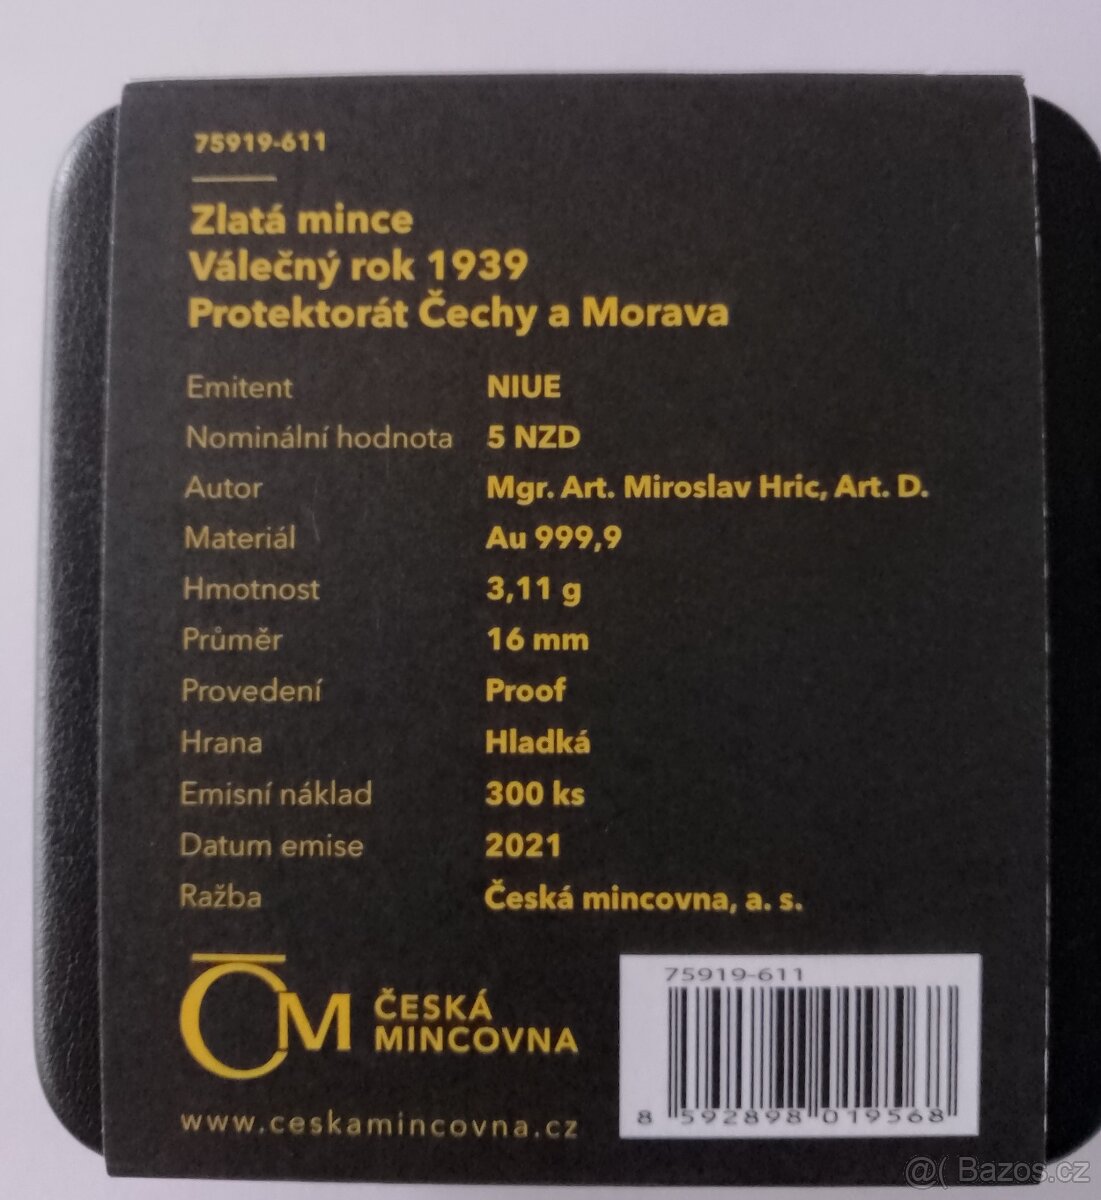 75919-611
Zlatá mince
Válečný rok 1939
Protektorát Čechy a Morava
Emitent NIUE
Nominální hodnota 5 NZD
Autor Mgr. Art. Miroslav Hric, Art. D.
Materiál Au 999,9
Hmotnost 3,11 g
Průměr 16 mm
Provedení Proof
Hrana Hladká
Emisní náklad 300 ks
Datum emise 2021
Ražba Česká mincovna, a. s.
ČM ČESKÁ
MINCOVNA
www.ceskamincovna.cz
75919-611
8 592898 019568
@( Bazos.cz